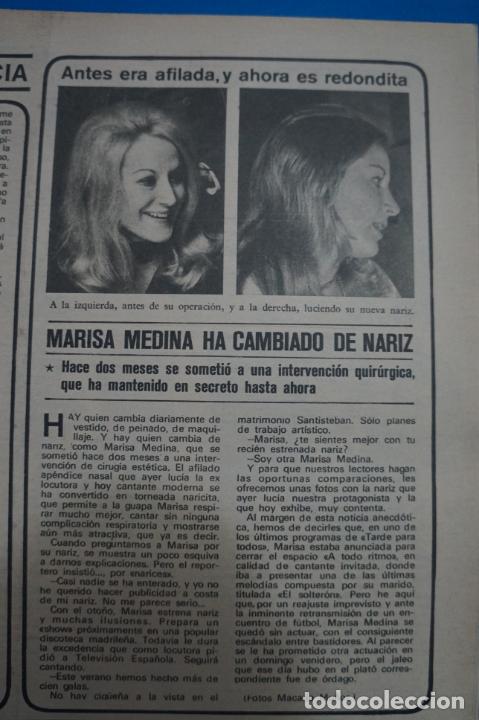 CIA
Antes era afilada, y ahora es redondita
A la izquierda, antes de su operación, y a la derecha, luciendo su nueva nariz.
MARISA MEDINA HA CAMBIADO DE NARIZ
★ Hace dos meses se sometió a una intervención quirúrgica,
que ha mantenido en secreto hasta ahora
HAY quien cambia diariamente de
vestido, de peinado, de maqui-
llaje. Y hay quien cambia de
nariz, como Marisa Medina, que se
sometió hace dos meses a una inter-
vención de cirugía estética. El afilado
apéndice nasal que ayer lucía la ex
locutora y hoy cantante moderna se
ha convertido en torneada naricita,
que permite a la guapa Marisa respi-
rar mucho mejor, cantar sin ninguna
complicación respiratoria y mostrarse
aún más atractiva, que ya es decir.
Cuando preguntamos a Marisa por
su nariz, se muestra un poco esquiva
a darnos explicaciones. Pero el repor-
tero insistió..., por «narices».
—Casi nadie se ha enterado, y yo no
he querido hacer publicidad a costa
de mi nariz. No me parece serio...
Con el otoño, Marisa estrena nariz
y muchas ilusiones. Prepara un
«show» próximamente en una popular
discoteca madrileña. Todavía le dura
la excedencia que como locutora pi-
dió a Televisión Española. Seguirá
cantando.
—Este verano hemos hecho más de
cien galas.
No hay cigüeña a la vista en el
matrimonio Santisteban. Sólo planes
de trabajo artístico.
—Marisa, ¿te sientes mejor con tu
recién estrenada nariz?
—Soy otra Marisa Medina.
Y para que nuestros lectores hagan
las oportunas comparaciones, les
ofrecemos unas fotos con la nariz que
ayer lucía nuestra protagonista y la
que hoy exhibe, muy contenta.
Al margen de esta noticia anecdóti-
ca, hemos de decirles que, en uno de
los últimos programas de «Tarde para
todos», Marisa estaba anunciada para
cerrar el espacio «A todo ritmo», en
calidad de cantante invitada, donde
iba a presentar una de las últimas
melodías compuesta por su marido,
titulada «El solterón». Pero he aquí
que, por un reajuste imprevisto y ante
la inminente retransmisión de un en-
cuentro de fútbol, Marisa Medina se
quedó sin actuar, con el consiguiente
escándalo entre bastidores. Al parecer
se le ha prometido otra actuación en
un domingo venidero, pero el jaleo
que ese día hubo en el plató corres-
pondiente fue de órdago.
(Fotos
todocoleccion.net